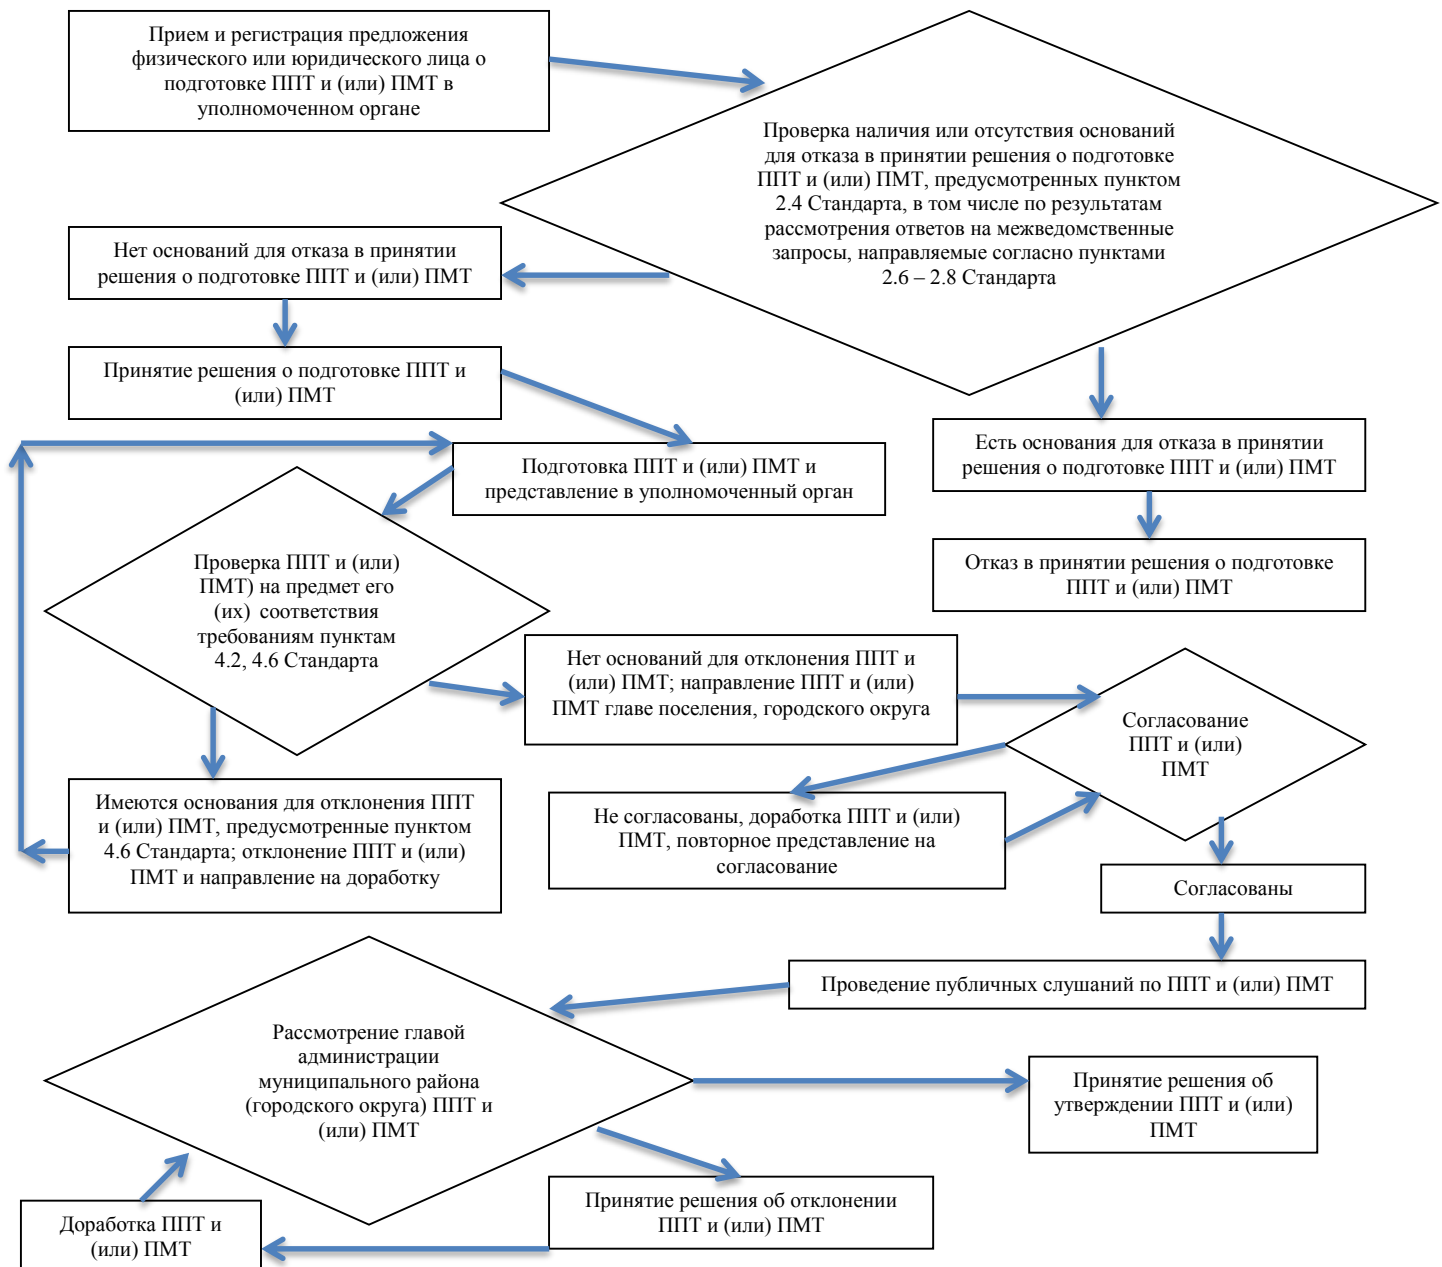 Прием и регистрация предложения
физического или юридического лица о
подготовке ППТ и (или) ПМТ в
уполномоченном органе
Проверка наличия или отсутствия оснований
для отказа в принятии решения о подготовке
ППТ и (или) ПМТ, предусмотренных пунктом
2.4 Стандарта, в том числе по результатам
рассмотрения ответов на межведомственные
запросы, направляемые согласно пунктами
2.6 – 2.8 Стандарта
Нет оснований для отказа в принятии
решения о подготовке ППТ и (или) ПМТ
Принятие решения о подготовке ППТ и
(или) ПМТ
Есть основания для отказа в принятии
решения о подготовке ППТ и (или) ПМТ
Подготовка ППТ и (или) ПМТ и
представление в уполномоченный орган
Отказ в принятии решения о подготовке
ППТ и (или) ПМТ
Проверка ППТ и (или)
ПМТ) на предмет его
(их) соответствия
требованиям пунктам
4.2, 4.6 Стандарта
Нет оснований для отклонения ППТ и
(или) ПМТ; направление ППТ и (или)
ПМТ главе поселения, городского округа
Согласование
ППТ и (или)
ПМТ
Имеются основания для отклонения ППТ
и (или) ПМТ, предусмотренные пунктом
4.6 Стандарта; отклонение ППТ и (или)
ПМТ и направление на доработку
Не согласованы, доработка ППТ и (или)
ПМТ, повторное представление на
согласование
Согласованы
Проведение публичных слушаний по ППТ и (или) ПМТ
Рассмотрение главой
администрации
муниципального района
(городского округа) ППТ и
(или) ПМТ
Принятие решения об
утверждении ППТ и (или)
ПМТ
Принятие решения об отклонении
ППТ и (или) ПМТ
Доработка ППТ и
(или) ПМТ